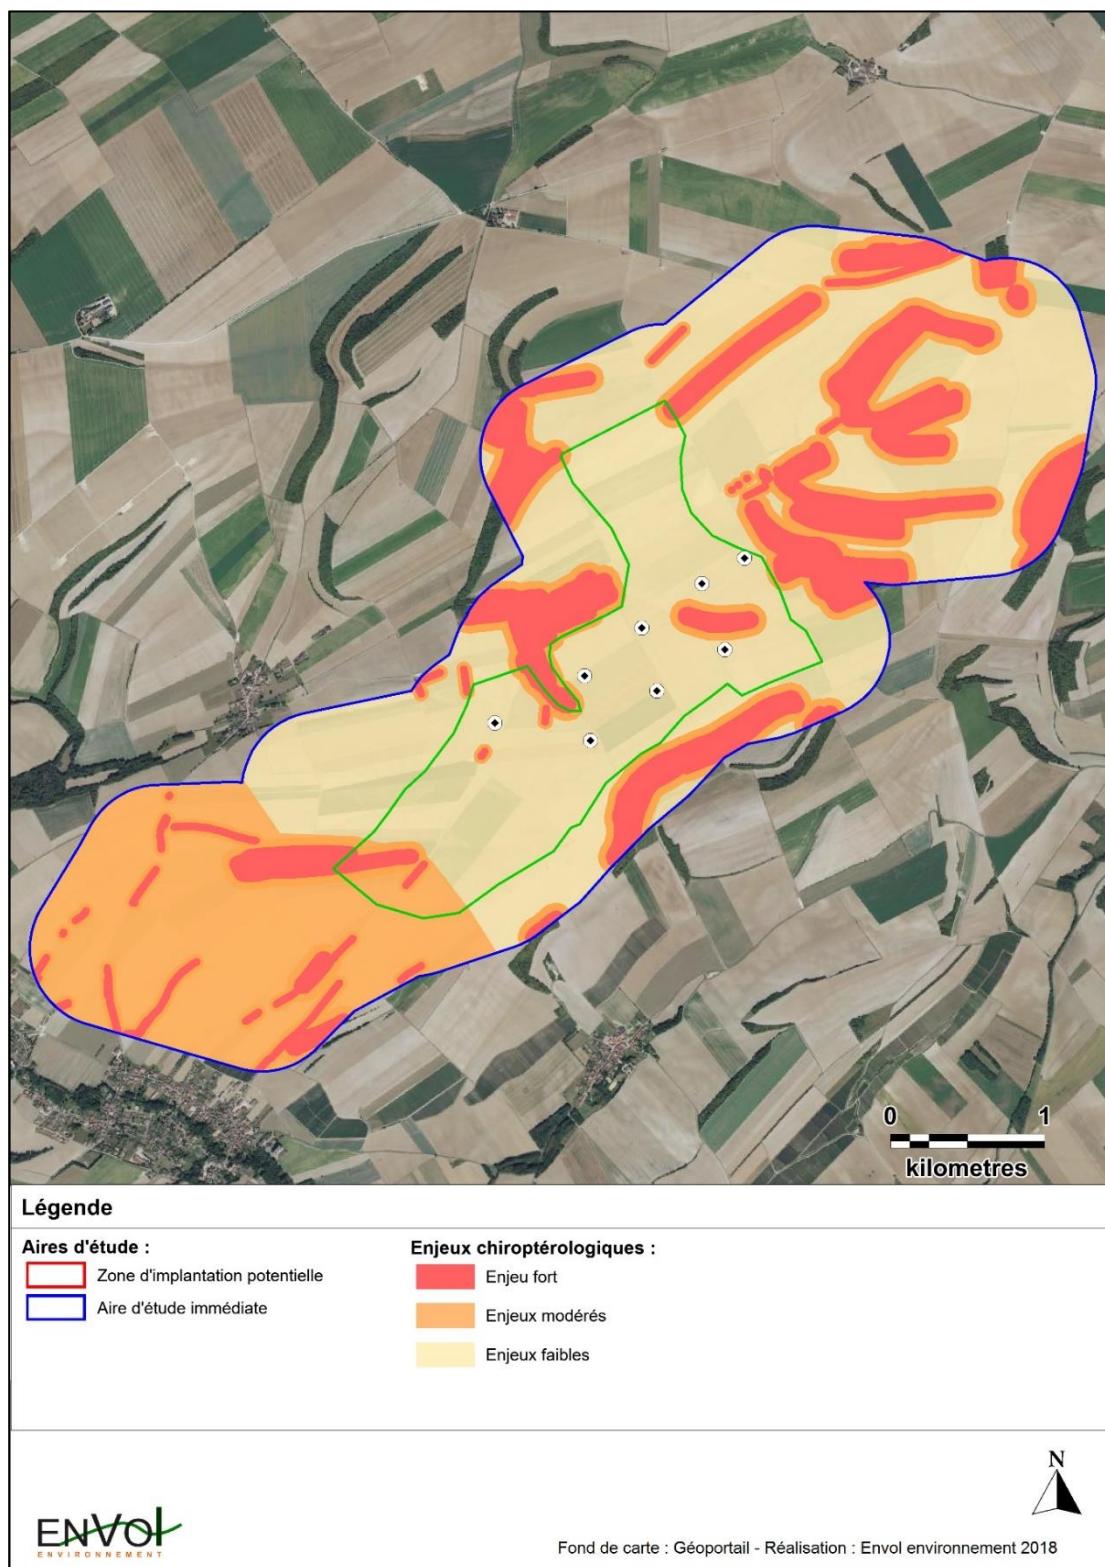 0 1
kilometres
Légende
Aires d'étude :
Zone d'implantation potentielle
Aire d'étude immédiate
Enjeux chiroptérologiques :
Enjeu fort
Enjeux modérés
Enjeux faibles
N
ENVOl
ENVIRONNEMENT
Fond de carte : Géoportail - Réalisation : Envol environnement 2018